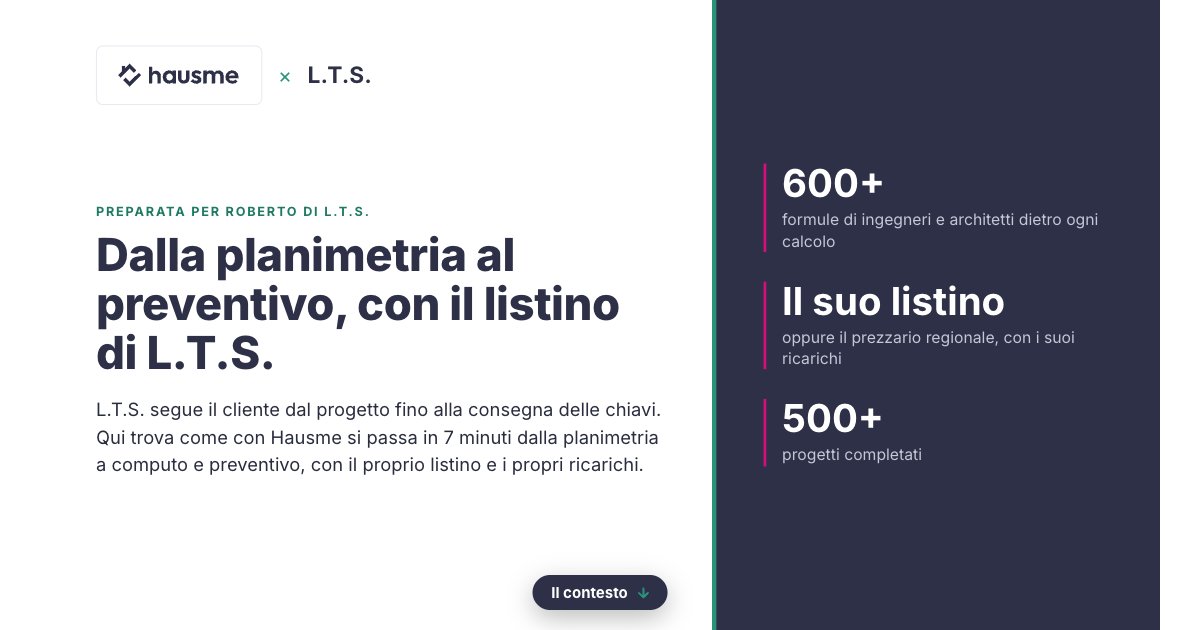 hausme × L.T.S.
PREPARATA PER ROBERTO DI L.T.S.
Dalla planimetria al
preventivo, con il listino
di L.T.S.
L.T.S. segue il cliente dal progetto fino alla consegna delle chiavi.
Qui trova come con Hausme si passa in 7 minuti dalla planimetria
a computo e preventivo, con il proprio listino e i propri ricarichi.
Il contesto ↓
600+
formule di ingegneri e architetti dietro ogni
calcolo
Il suo listino
oppure il prezzario regionale, con i suoi
ricarichi
500+
progetti completati